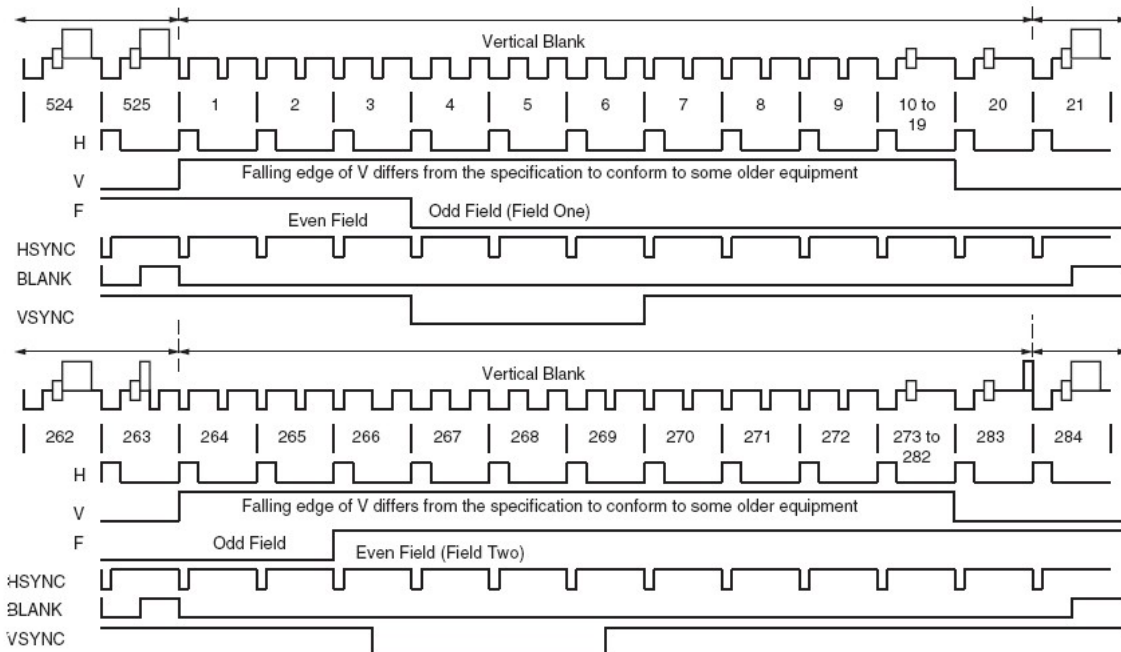 Vertical Blank
524 525 1 2 3 4 5 6 7 8 9 10 to 19 20 21
H
V Falling edge of V differs from the specification to conform to some older equipment
F Even Field Odd Field (Field One)
HSYNC
BLANK
VSYNC
Vertical Blank
262 263 264 265 266 267 268 269 270 271 272 273 to 282 283 284
H
V Falling edge of V differs from the specification to conform to some older equipment
F Odd Field Even Field (Field Two)
HSYNC
BLANK
VSYNC